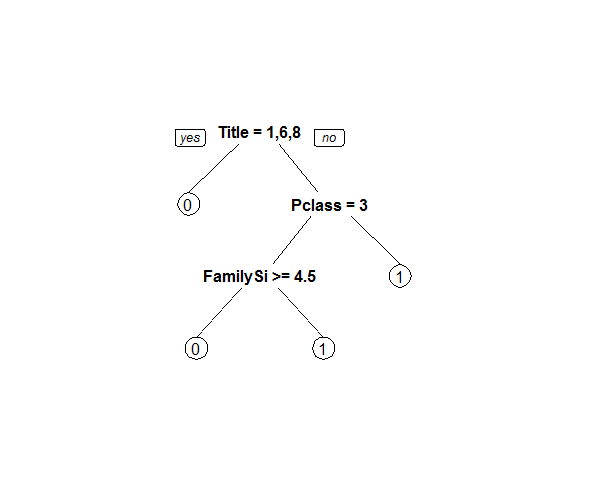 yes Title = 1,6,8 no
0 Pclass = 3
FamilySi >= 4.5 1
0 1